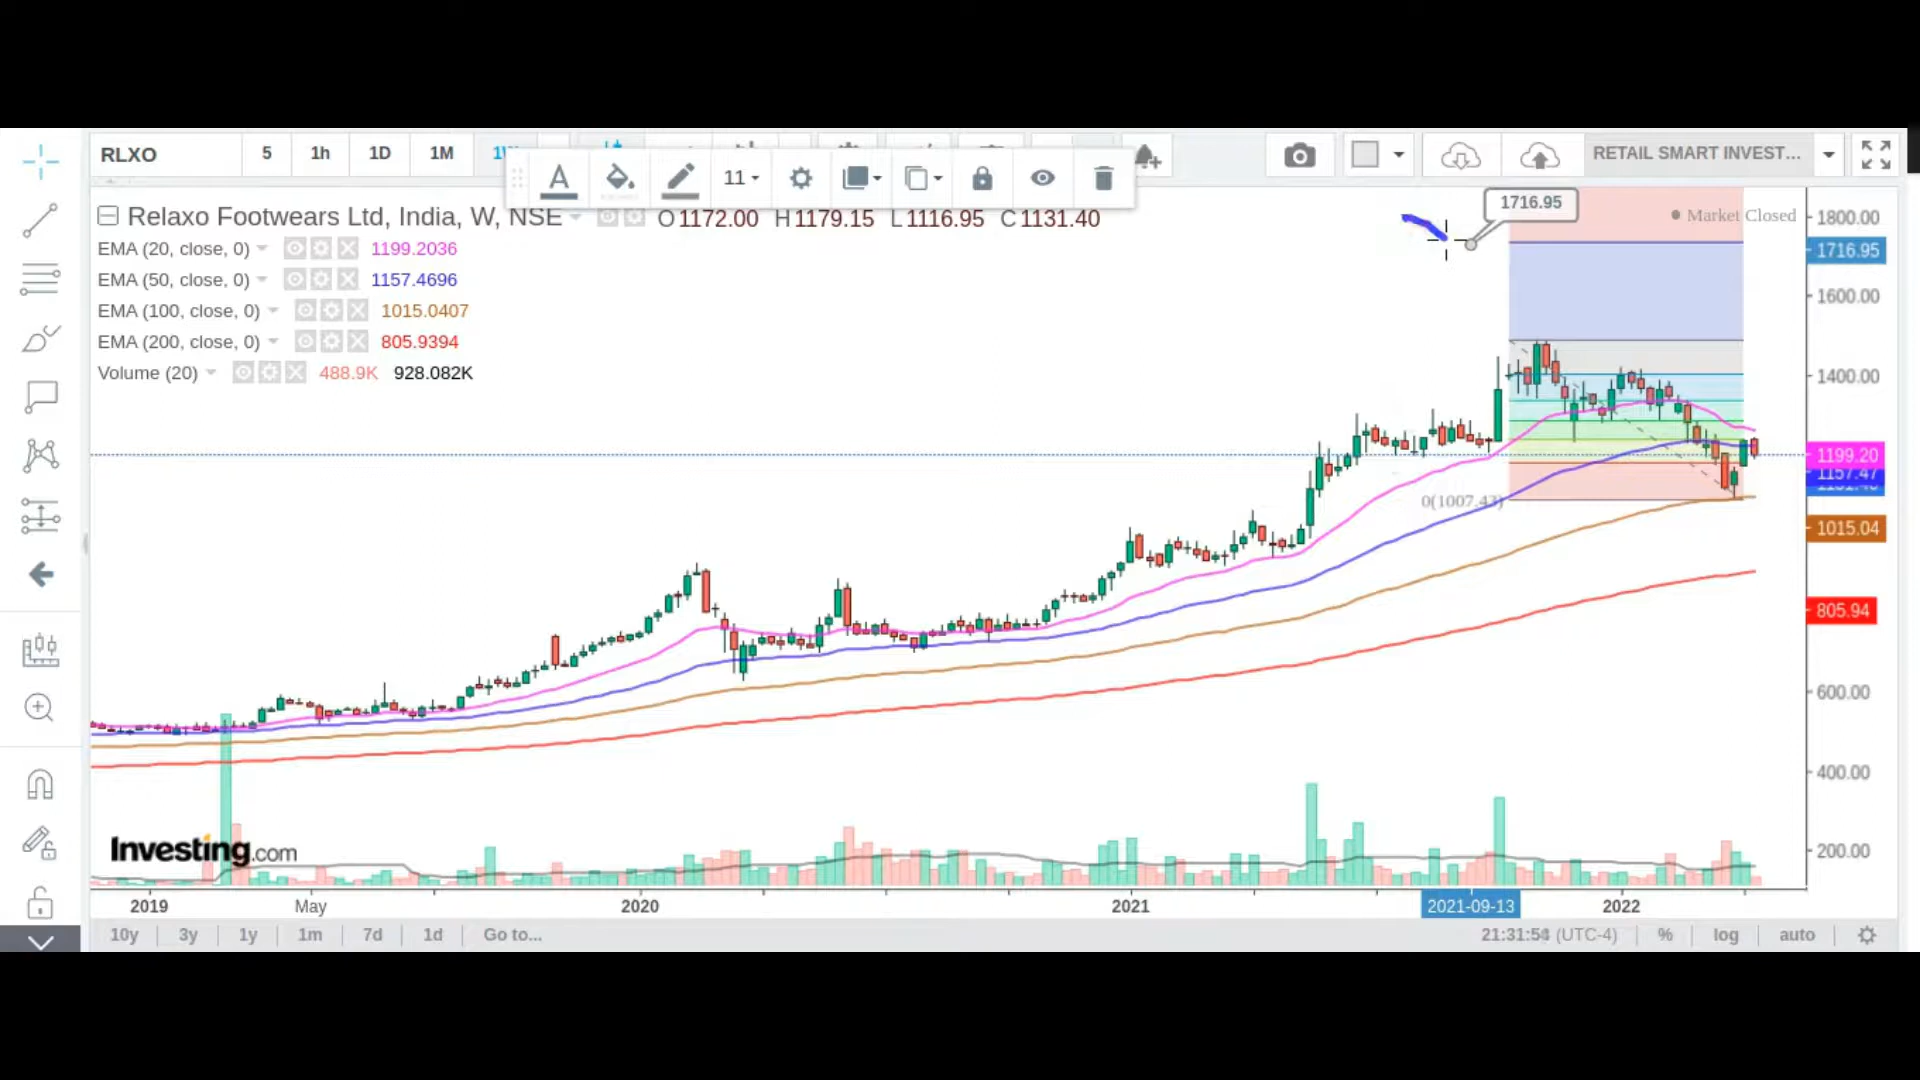 RLXO 5 1h 1D 1M
RETAIL SMART INVEST...
11
Relaxo Footwears Ltd, India, W, NSE O1172.00 H1179.15 L1116.95 C1131.40
EMA (20, close, 0) 1199.2036
EMA (50, close, 0) 1157.4696
EMA (100, close, 0) 1015.0407
EMA (200, close, 0) 805.9394
Volume (20) 488.9K 928.082K
1716.95
Market Closed
1800.00
1716.95
1600.00
1400.00
1199.20
1157.47
1015.04
805.94
600.00
400.00
200.00
0(1007.43)
Investing.com
2019 May 2020 2021 2021-09-13 2022
10y 3y 1y 1m 7d 1d Go to... (UTC-4) % log auto